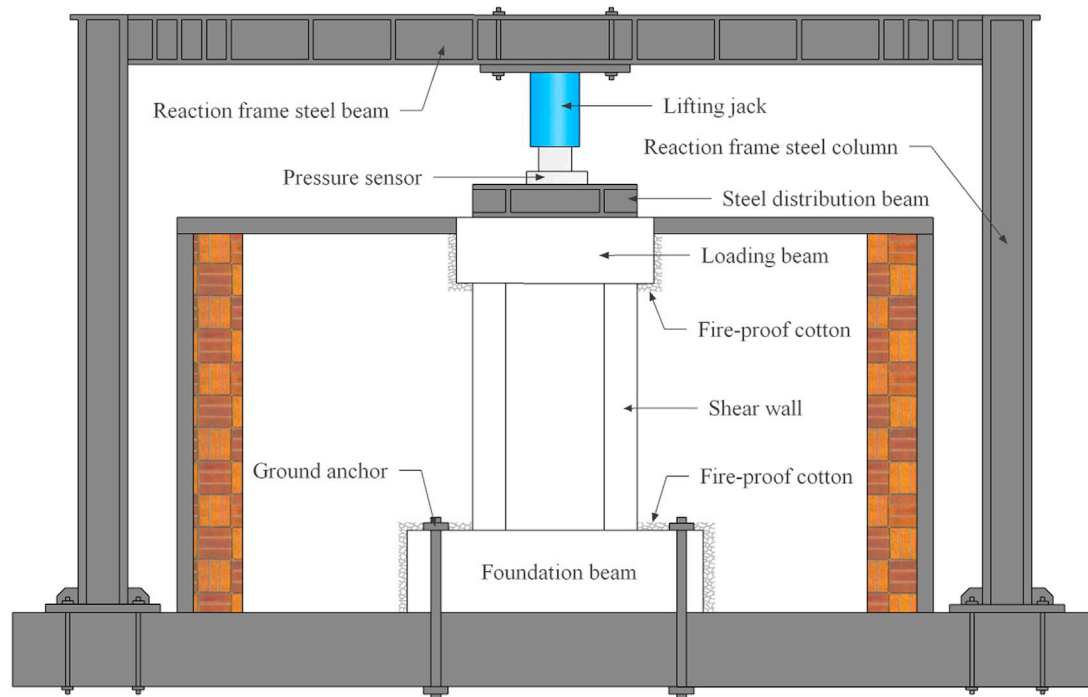 Reaction frame steel beam
Lifting jack
Reaction frame steel column
Pressure sensor
Steel distribution beam
Loading beam
Fire-proof cotton
Shear wall
Ground anchor
Fire-proof cotton
Foundation beam